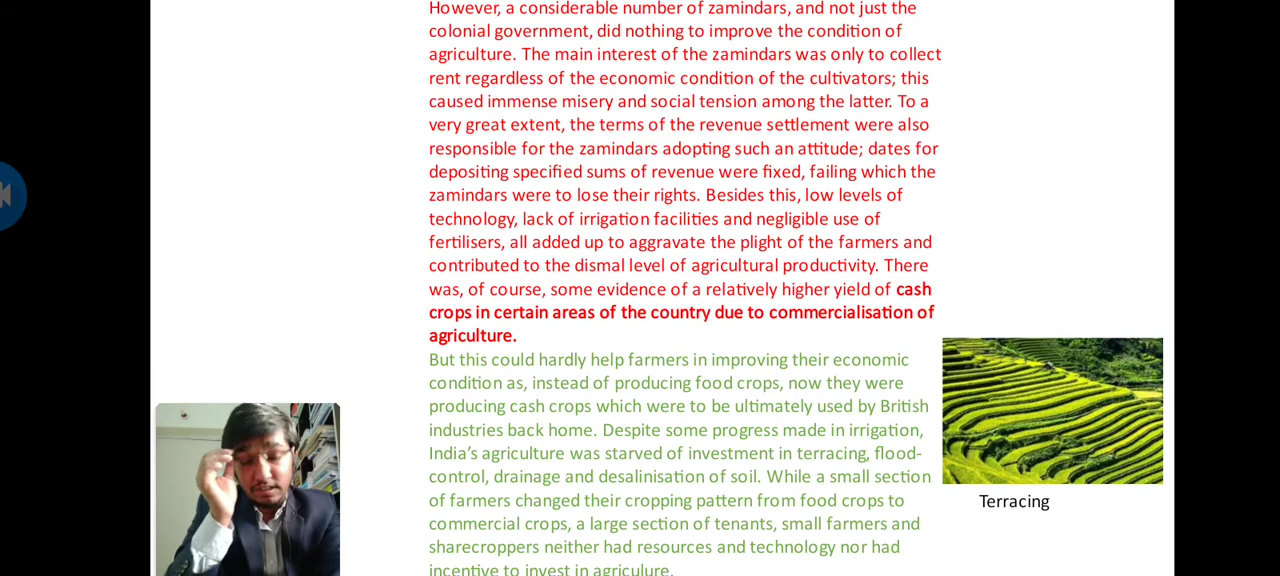 However, a considerable number of zamindars, and not just the
colonial government, did nothing to improve the condition of
agriculture. The main interest of the zamindars was only to collect
rent regardless of the economic condition of the cultivators; this
caused immense misery and social tension among the latter. To a
very great extent, the terms of the revenue settlement were also
responsible for the zamindars adopting such an attitude; dates for
depositing specified sums of revenue were fixed, failing which the
zamindars were to lose their rights. Besides this, low levels of
technology, lack of irrigation facilities and negligible use of
fertilisers, all added up to aggravate the plight of the farmers and
contributed to the dismal level of agricultural productivity. There
was, of course, some evidence of a relatively higher yield of cash
crops in certain areas of the country due to commercialisation of
agriculture.
But this could hardly help farmers in improving their economic
condition as, instead of producing food crops, now they were
producing cash crops which were to be ultimately used by British
industries back home. Despite some progress made in irrigation,
India's agriculture was starved of investment in terracing, flood-
control, drainage and desalinisation of soil. While a small section
of farmers changed their cropping pattern from food crops to
commercial crops, a large section of tenants, small farmers and
sharecroppers neither had resources and technology nor had
incentive to invest in agriculure.
Terracing